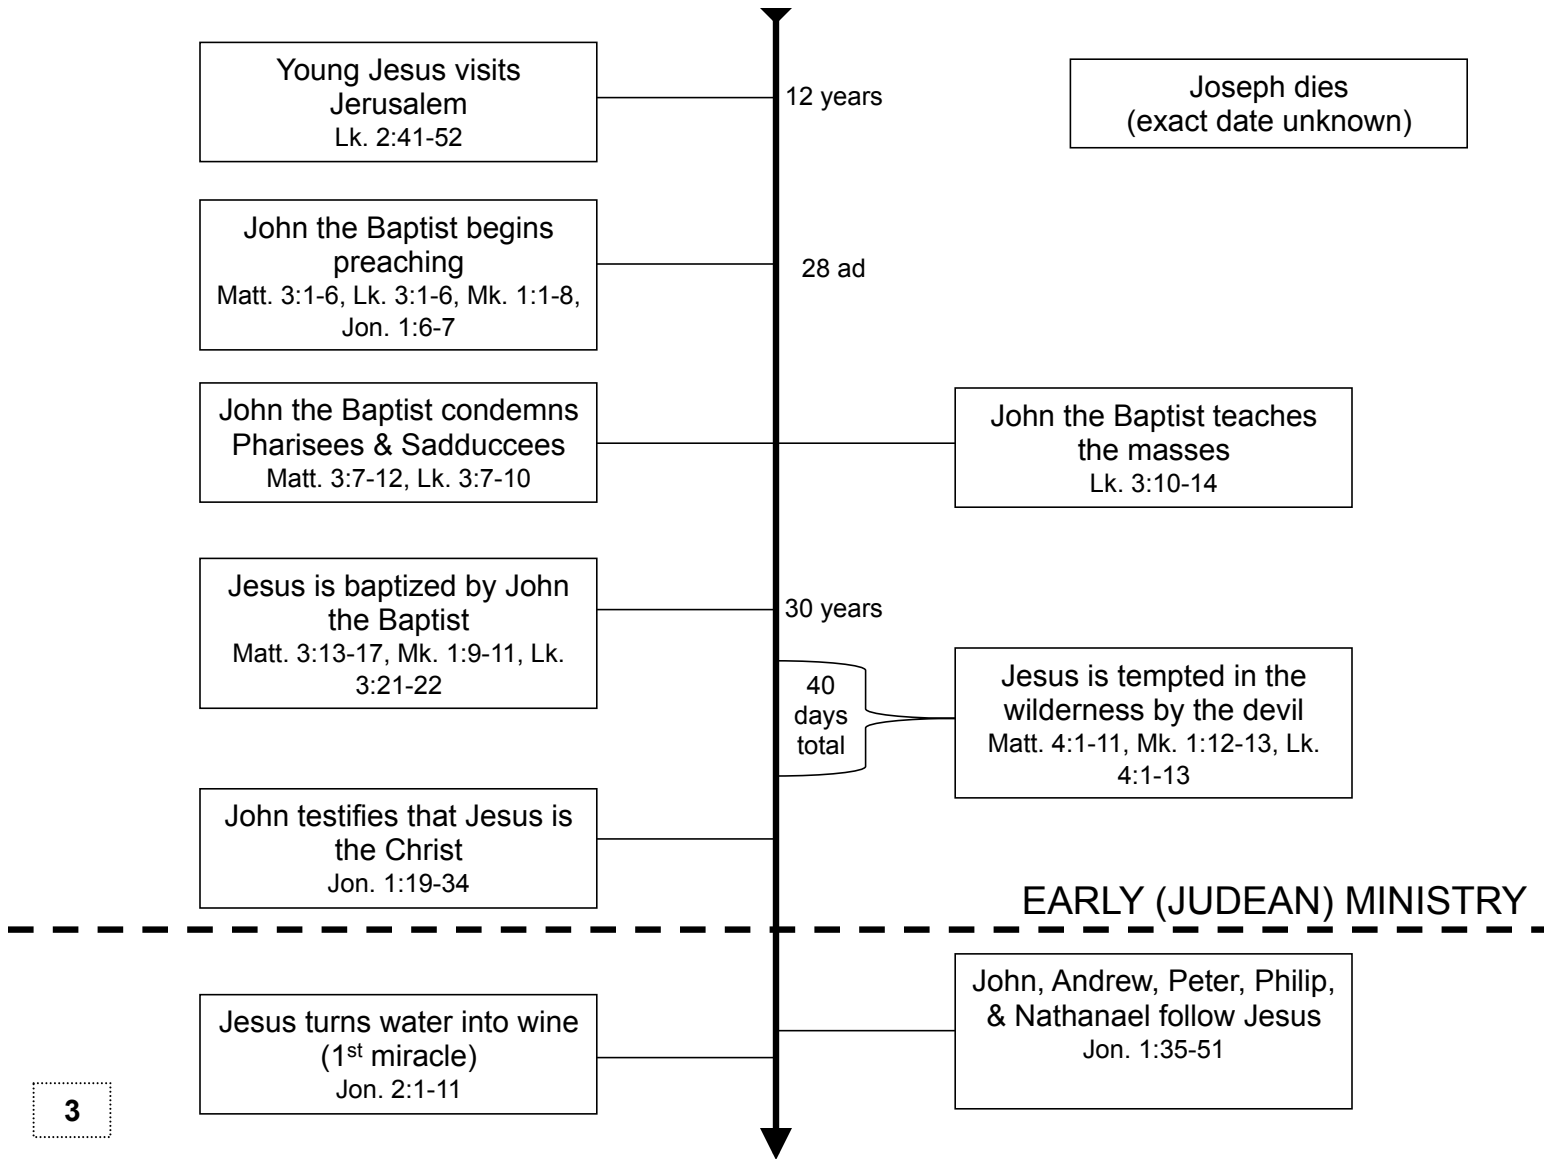 Young Jesus visits
Jerusalem
Lk. 2:41-52
12 years
Joseph dies
(exact date unknown)
John the Baptist begins
preaching
Matt. 3:1-6, Lk. 3:1-6, Mk. 1:1-8,
Jon. 1:6-7
28 ad
John the Baptist condemns
Pharisees & Sadduccees
Matt. 3:7-12, Lk. 3:7-10
John the Baptist teaches
the masses
Lk. 3:10-14
Jesus is baptized by John
the Baptist
Matt. 3:13-17, Mk. 1:9-11, Lk.
3:21-22
30 years
40
days
total
Jesus is tempted in the
wilderness by the devil
Matt. 4:1-11, Mk. 1:12-13, Lk.
4:1-13
John testifies that Jesus is
the Christ
Jon. 1:19-34
EARLY (JUDEAN) MINISTRY
John, Andrew, Peter, Philip,
& Nathanael follow Jesus
Jon. 1:35-51
Jesus turns water into wine
(1st miracle)
Jon. 2:1-11
3